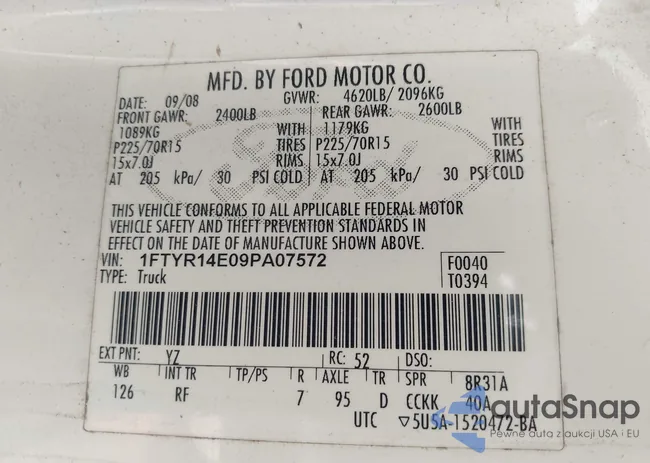 MFD. BY FORD MOTOR CO.
DATE: 09/08 GVWR: 4620LB/ 2096KG
FRONT GAWR: 2400LB REAR GAWR: 2600LB
1089KG WITH 1179KG WITH
P225/70R15 TIRES P225/70R15 TIRES
15x7.0J RIMS 15x7.0J RIMS
AT 205 kPa/ 30 PSI COLD AT 205 kPa/ 30 PSI COLD
Ford
THIS VEHICLE CONFORMS TO ALL APPLICABLE FEDERAL MOTOR
VEHICLE SAFETY AND THEFT PREVENTION STANDARDS IN
EFFECT ON THE DATE OF MANUFACTURE SHOWN ABOVE.
VIN: 1FTYR14E09PA07572 F0040
TYPE: Truck T0394
EXT PNT: YZ RC: 52 DSO:
WB INT TR TP/PS R AXLE TR SPR 8R31A
126 RF 7 95 D CCKK 40A
UTC ▽5U5A-1520472-BA
autaSnap
Pewne auta z aukcji USA i EU